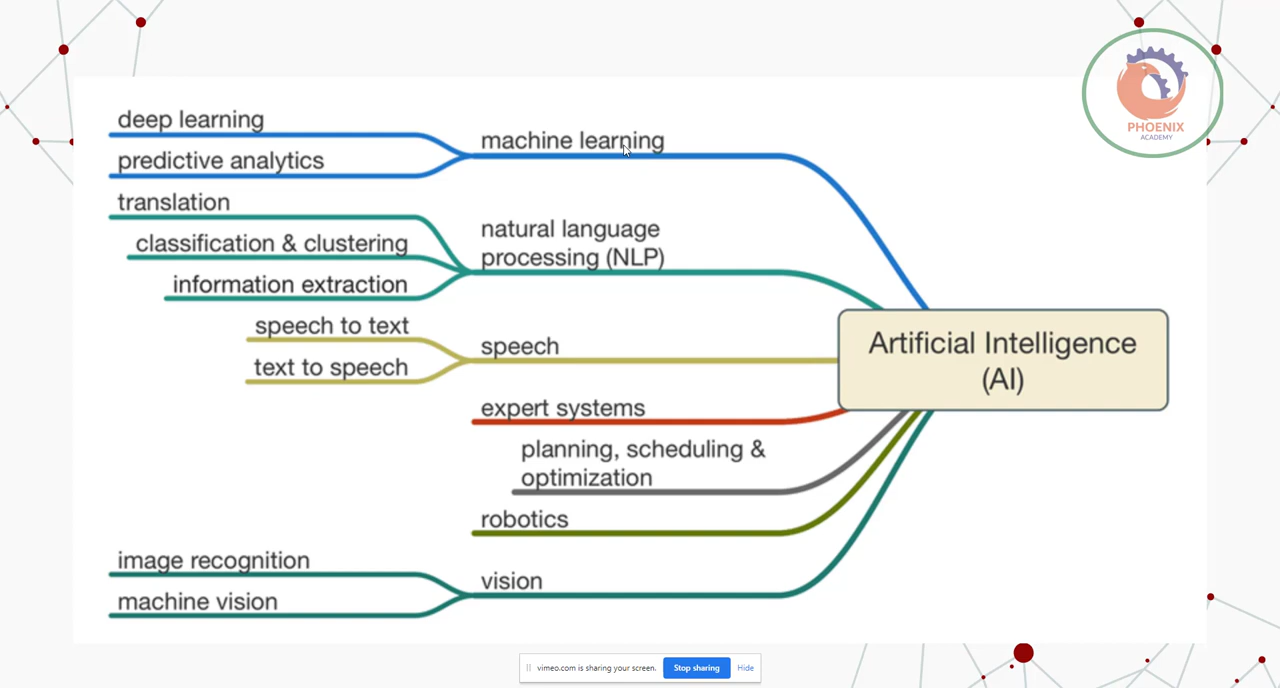 PHOENIX
ACADEMY
deep learning
predictive analytics
machine learning
translation
classification & clustering
information extraction
natural language
processing (NLP)
speech to text
text to speech
speech
Artificial Intelligence
(AI)
expert systems
planning, scheduling &
optimization
robotics
image recognition
machine vision
vision
vimeo.com is sharing your screen.
Stop sharing
Hide